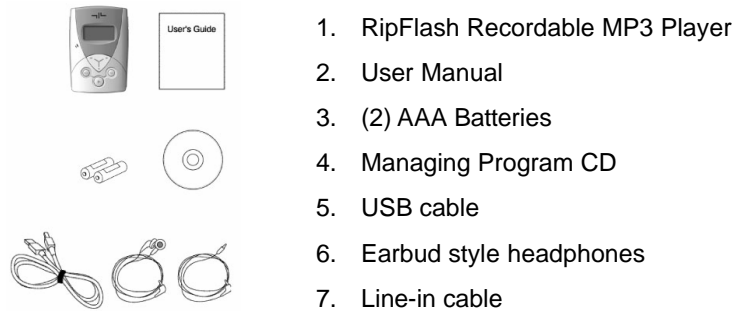 User's Guide
1. RipFlash Recordable MP3 Player
2. User Manual
3. (2) AAA Batteries
4. Managing Program CD
5. USB cable
6. Earbud style headphones
7. Line-in cable